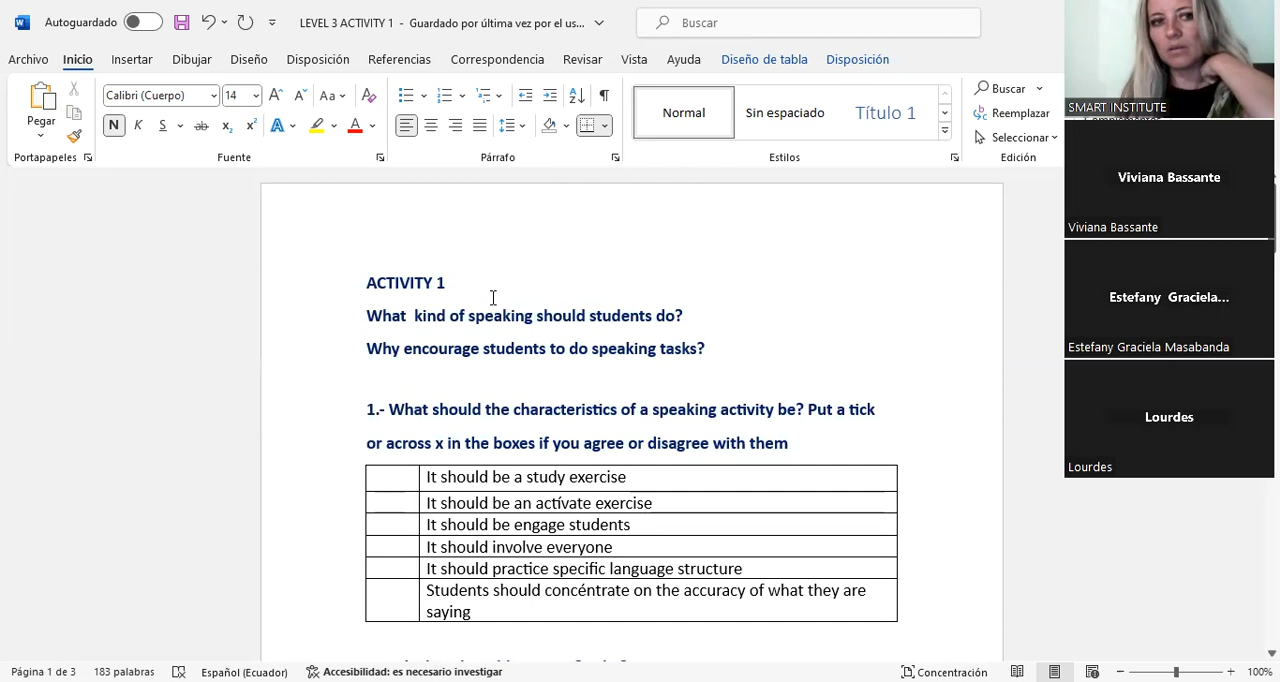 Autoguardado
LEVEL 3 ACTIVITY 1 - Guardado por última vez por el us...
Buscar
Archivo Inicio Insertar Dibujar Diseño Disposición Referencias Correspondencia Revisar Vista Ayuda Diseño de tabla Disposición
Pegar
Calibri (Cuerpo) 14
N K S ab x₂ x²
Normal
Sin espaciado
Título 1
Buscar
Reemplazar
Seleccionar
Portapapeles
Fuente
Párrafo
Estilos
Edición
ACTIVITY 1
What kind of speaking should students do?
Why encourage students to do speaking tasks?
1.- What should the characteristics of a speaking activity be? Put a tick
or across x in the boxes if you agree or disagree with them
It should be a study exercise
It should be an actívate exercise
It should be engage students
It should involve everyone
It should practice specific language structure
Students should concéntrate on the accuracy of what they are
saying
SMART INSTITUTE
Viviana Bassante
Viviana Bassante
Estefany Graciela...
Estefany Graciela Masabanda
Lourdes
Lourdes
Página 1 de 3 183 palabras Español (Ecuador) Accesibilidad: es necesario investigar Concentración 100%